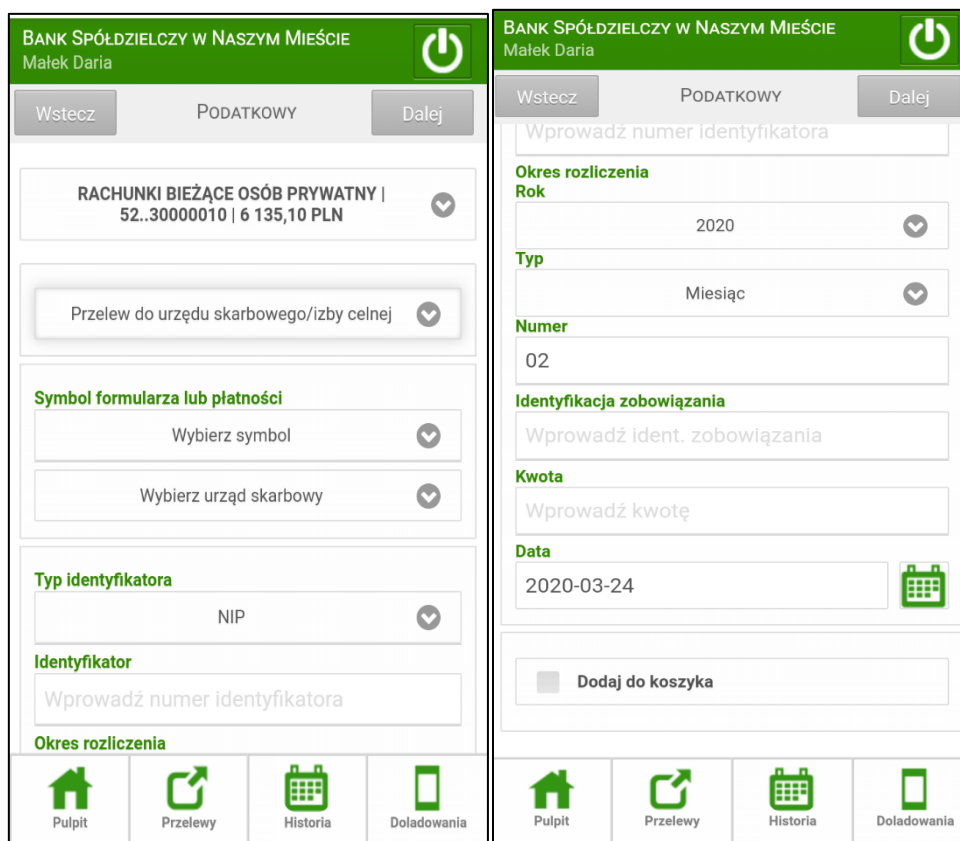 BANK SPÓŁDZIELCZY W NASZYM MIEŚCIE
Małek Daria
Wstecz
PODATKOWY
Dalej
RACHUNKI BIEŻĄCE OSÓB PRYWATNY |
52..30000010 | 6 135,10 PLN
Przelew do urzędu skarbowego/izby celnej
Symbol formularza lub płatności
Wybierz symbol
Wybierz urząd skarbowy
Typ identyfikatora
NIP
Identyfikator
Wprowadź numer identyfikatora
Okres rozliczenia
Pulpit
Przelewy
Historia
Doladowania
BANK SPÓŁDZIELCZY W NASZYM MIEŚCIE
Małek Daria
Wstecz
PODATKOWY
Dalej
Wprowadź numer identyfikatora
Okres rozliczenia
Rok
2020
Typ
Miesiąc
Numer
02
Identyfikacja zobowiązania
Wprowadź ident. zobowiązania
Kwota
Wprowadź kwotę
Data
2020-03-24
Dodaj do koszyka
Pulpit
Przelewy
Historia
Doladowania